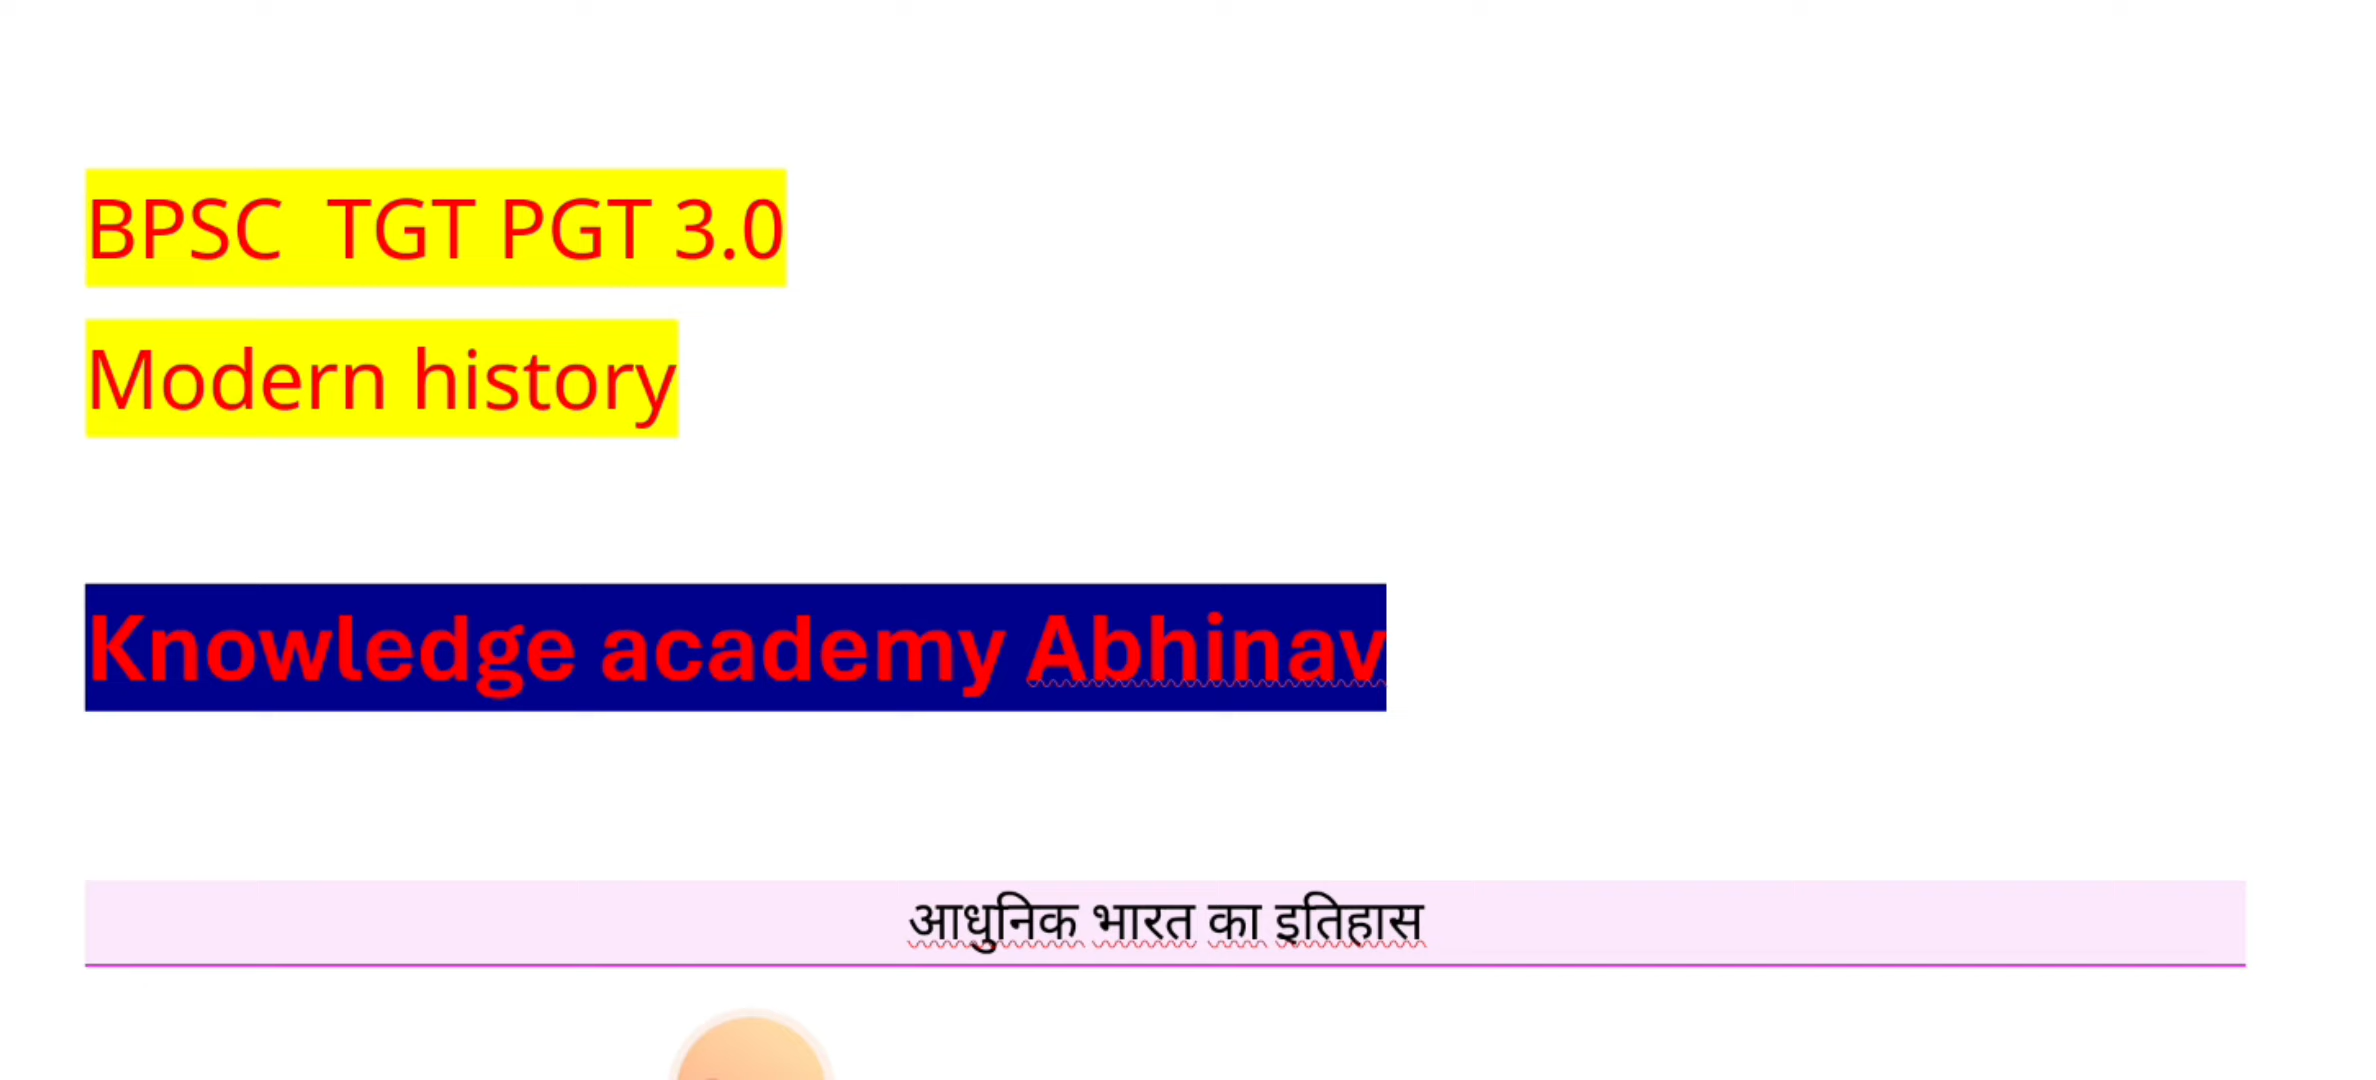 BPSC  TGT PGT 3.0
Modern history
Knowledge academy Abhinav
आधुनिक भारत का इतिहास